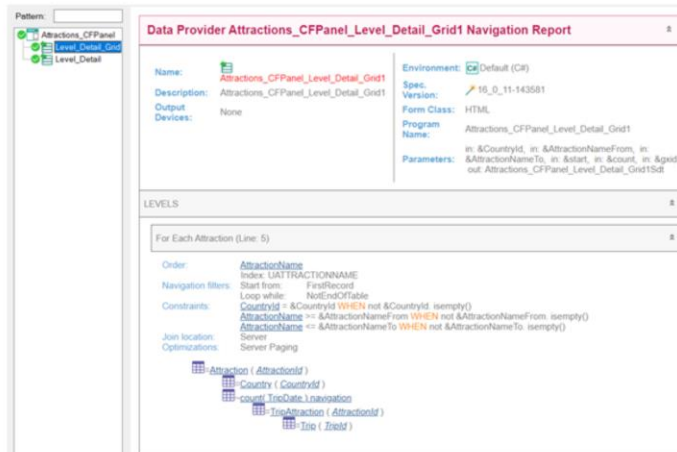 Pattern:
Attractions_CFPanel
Level_Detail_Grid
Level_Detail
Data Provider Attractions_CFPanel_Level_Detail_Grid1 Navigation Report
Name: Attractions_CFPanel_Level_Detail_Grid1
Description: Attractions_CFPanel_Level_Detail_Grid1
Output Devices: None
Environment: C# Default (C#)
Spec. Version: 16_0_11-143581
Form Class: HTML
Program Name: Attractions_CFPanel_Level_Detail_Grid1
Parameters: in: &CountryId, in: &AttractionNameFrom, in:
&AttractionNameTo, in: &start, in: &count, in: &gxid
out: Attractions_CFPanel_Level_Detail_Grid1Sdt
LEVELS
For Each Attraction (Line: 5)
Order: AttractionName
Index: UATTRACTIONNAME
Navigation filters: Start from: FirstRecord
Loop while: NotEndOfTable
Constraints: CountryId = &CountryId WHEN not &CountryId. isempty()
AttractionName >= &AttractionNameFrom WHEN not &AttractionNameFrom. isempty()
AttractionName <= &AttractionNameTo WHEN not &AttractionNameTo. isempty()
Join location: Server
Optimizations: Server Paging
=Attraction ( AttractionId )
=Country ( CountryId )
~count( TripDate ) navigation
=TripAttraction ( AttractionId )
=Trip ( TripId )